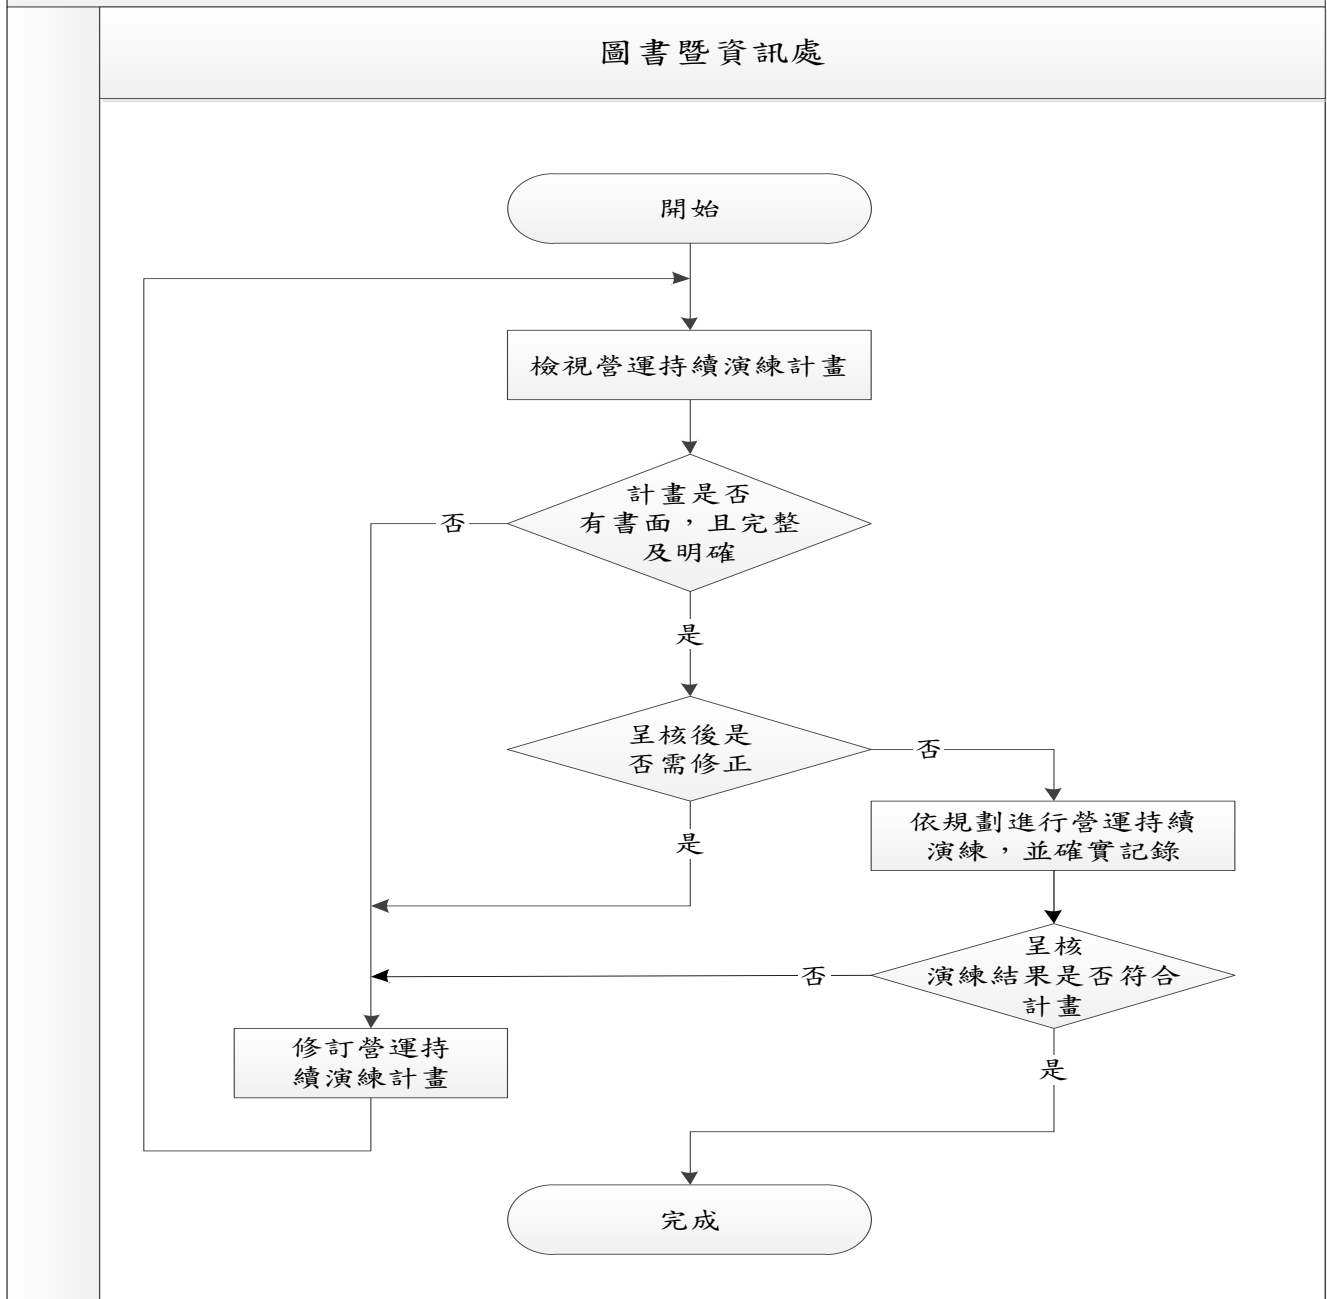 圖書暨資訊處
開始
檢視營運持續演練計畫
計畫是否
有書面，且完整
及明確
否
是
呈核後是
否需修正
否
是
依規劃進行營運持續
演練，並確實記錄
呈核
演練結果是否符合
計畫
否
是
修訂營運持
續演練計畫
完成